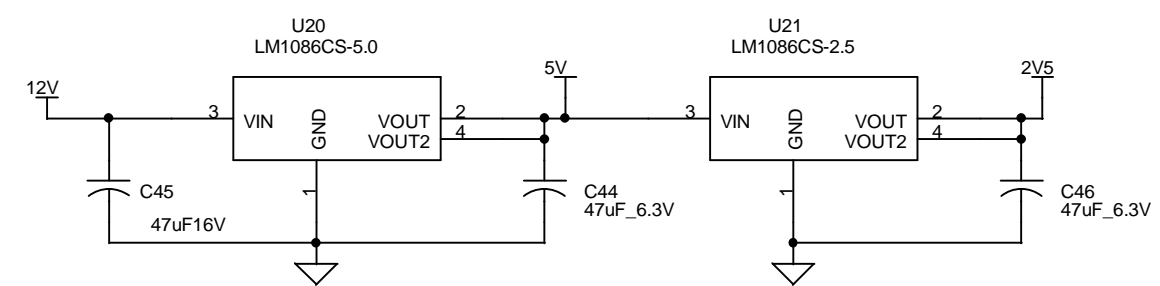 U20
LM1086CS-5.0
U21
LM1086CS-2.5
12V
5V
2V5
3
VIN
GND
VOUT
VOUT2
2
4
1
3
VIN
GND
VOUT
VOUT2
2
4
1
C45
47uF16V
C44
47uF_6.3V
C46
47uF_6.3V